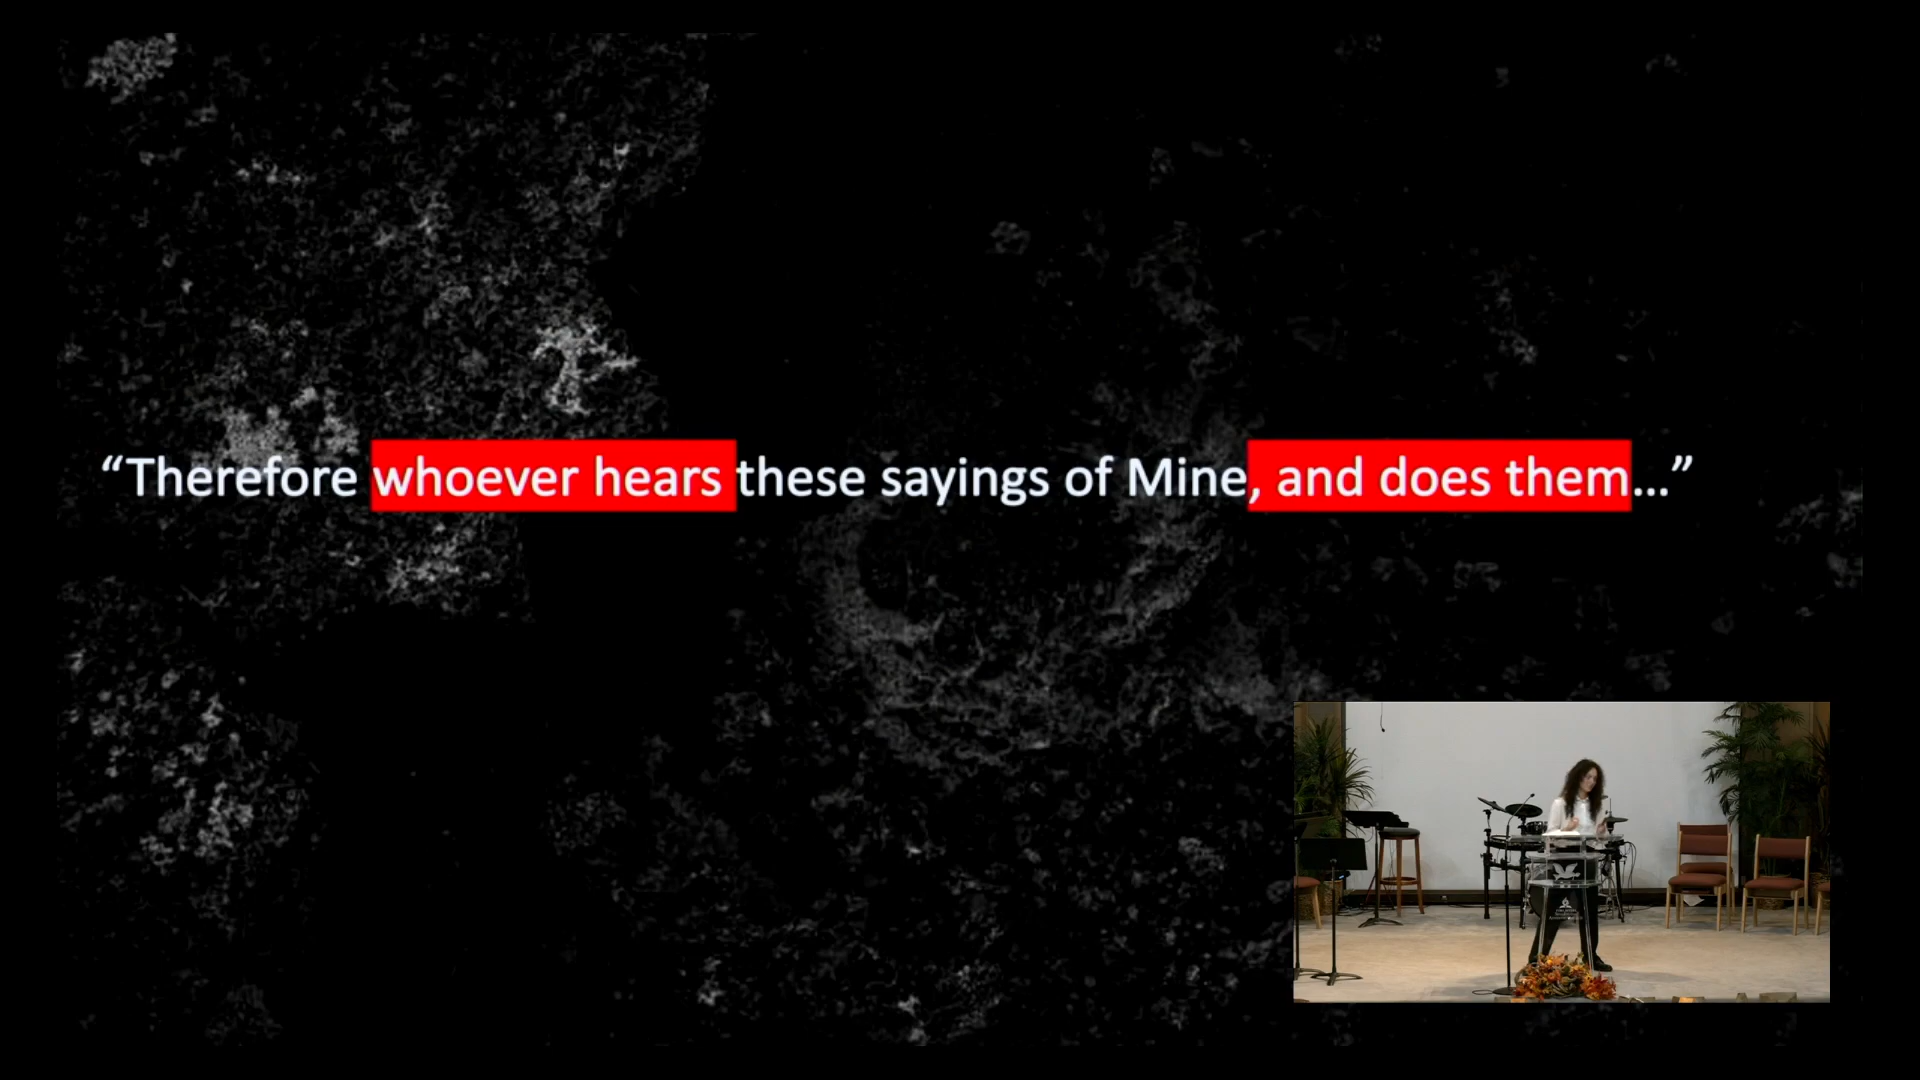 “Therefore whoever hears these sayings of Mine, and does them…”